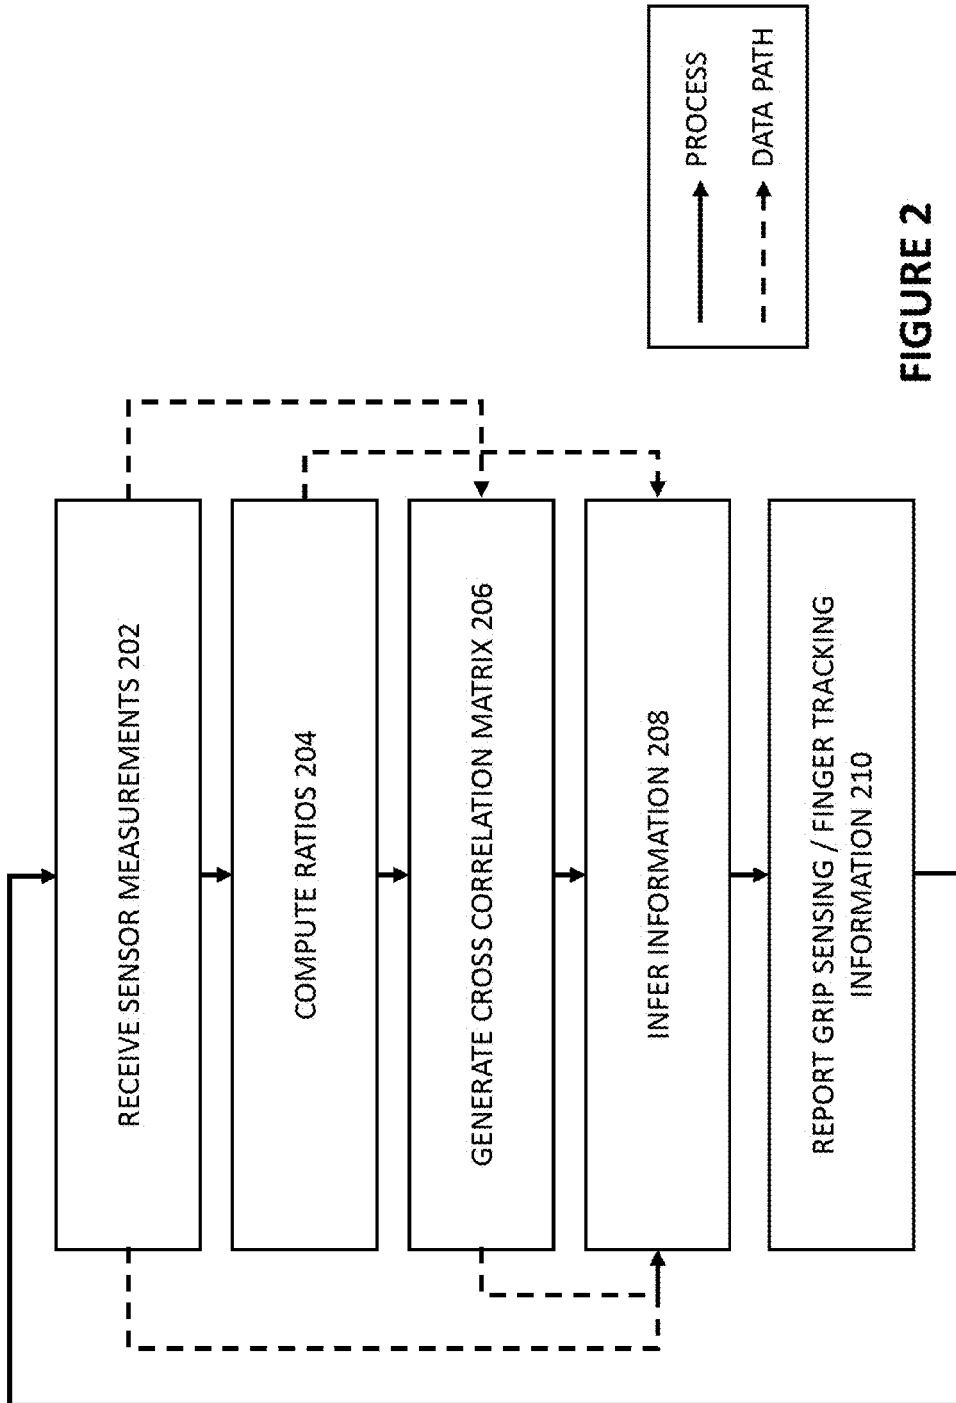 RECEIVE SENSOR MEASUREMENTS 202
COMPUTE RATIOS 204
GENERATE CROSS CORRELATION MATRIX 206
INFER INFORMATION 208
REPORT GRIP SENSING / FINGER TRACKING
INFORMATION 210
PROCESS
DATA PATH
FIGURE 2